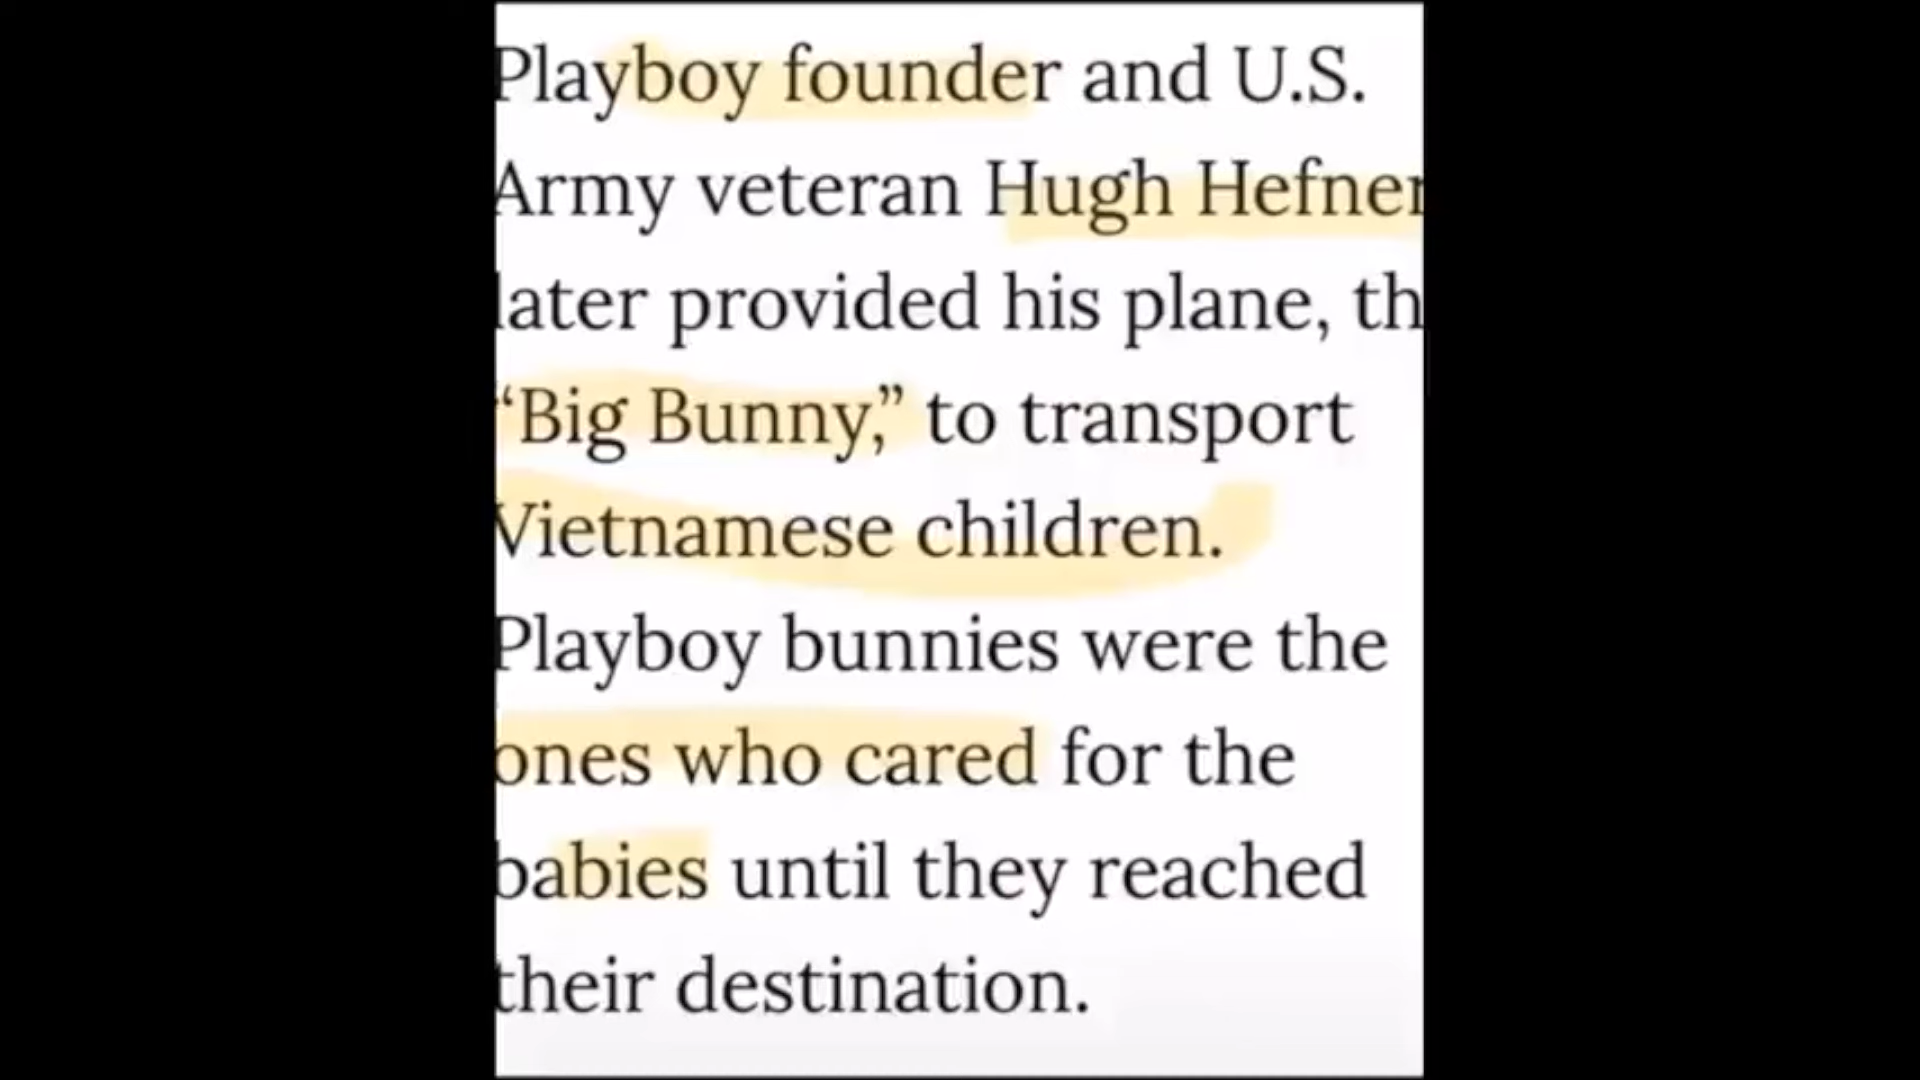 Playboy founder and U.S.
Army veteran Hugh Hefner
later provided his plane, th
“Big Bunny,” to transport
Vietnamese children.
Playboy bunnies were the
ones who cared for the
babies until they reached
their destination.